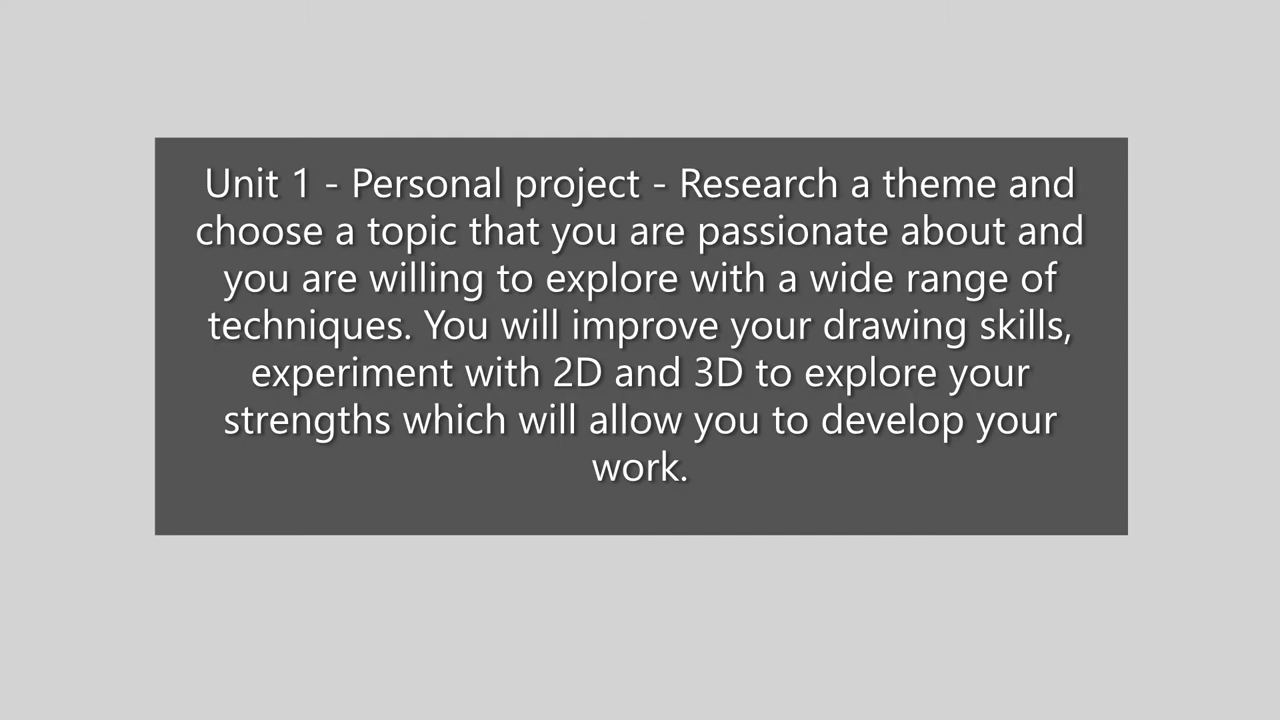 Unit 1 - Personal project - Research a theme and
choose a topic that you are passionate about and
you are willing to explore with a wide range of
techniques. You will improve your drawing skills,
experiment with 2D and 3D to explore your
strengths which will allow you to develop your
work.